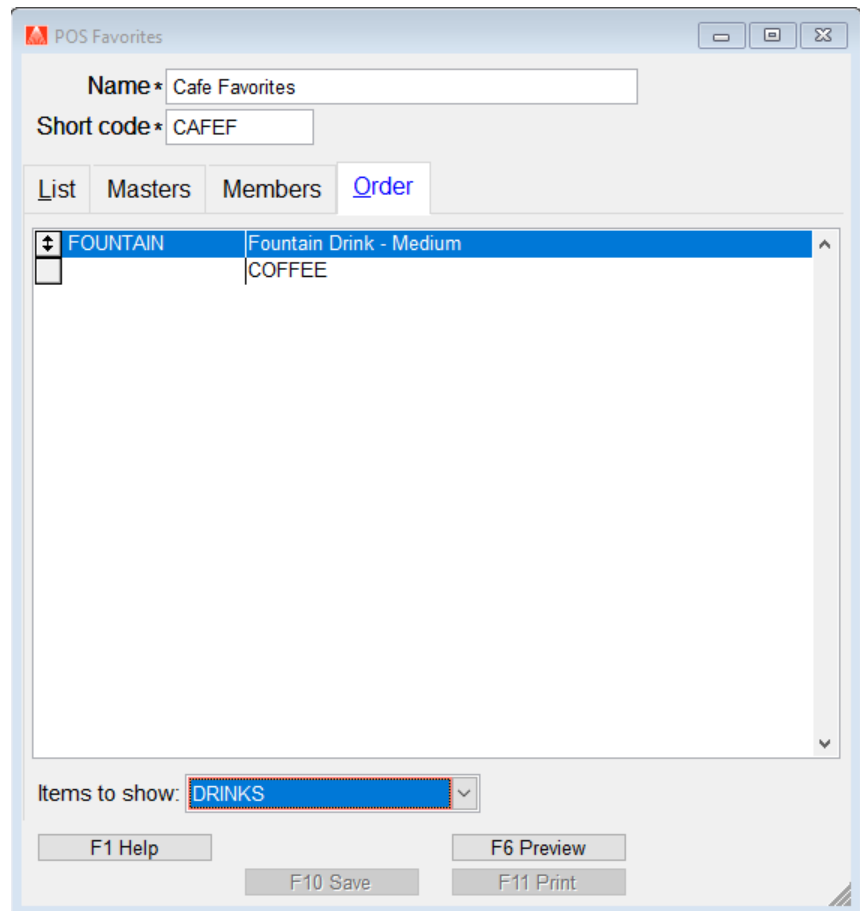 POS Favorites
Name* Cafe Favorites
Short code* CAFEF
List Masters Members Order
FOUNTAIN Fountain Drink - Medium
COFFEE
Items to show: DRINKS
F1 Help F6 Preview
F10 Save F11 Print